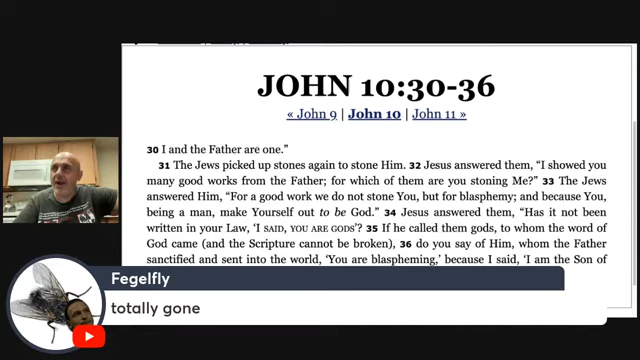 JOHN 10:30-36
« John 9 | John 10 | John 11 »
30 I and the Father are one.”
31 The Jews picked up stones again to stone Him. 32 Jesus answered them, “I showed you
many good works from the Father; for which of them are you stoning Me?” 33 The Jews
answered Him, “For a good work we do not stone You, but for blasphemy; and because You,
being a man, make Yourself out to be God.” 34 Jesus answered them, “Has it not been
written in your Law, ‘I SAID, YOU ARE GODS’? 35 If he called them gods, to whom the word of
God came (and the Scripture cannot be broken), 36 do you say of Him, whom the Father
sanctified and sent into the world, ‘You are blaspheming,’ because I said, ‘I am the Son of
Fegelfly
totally gone